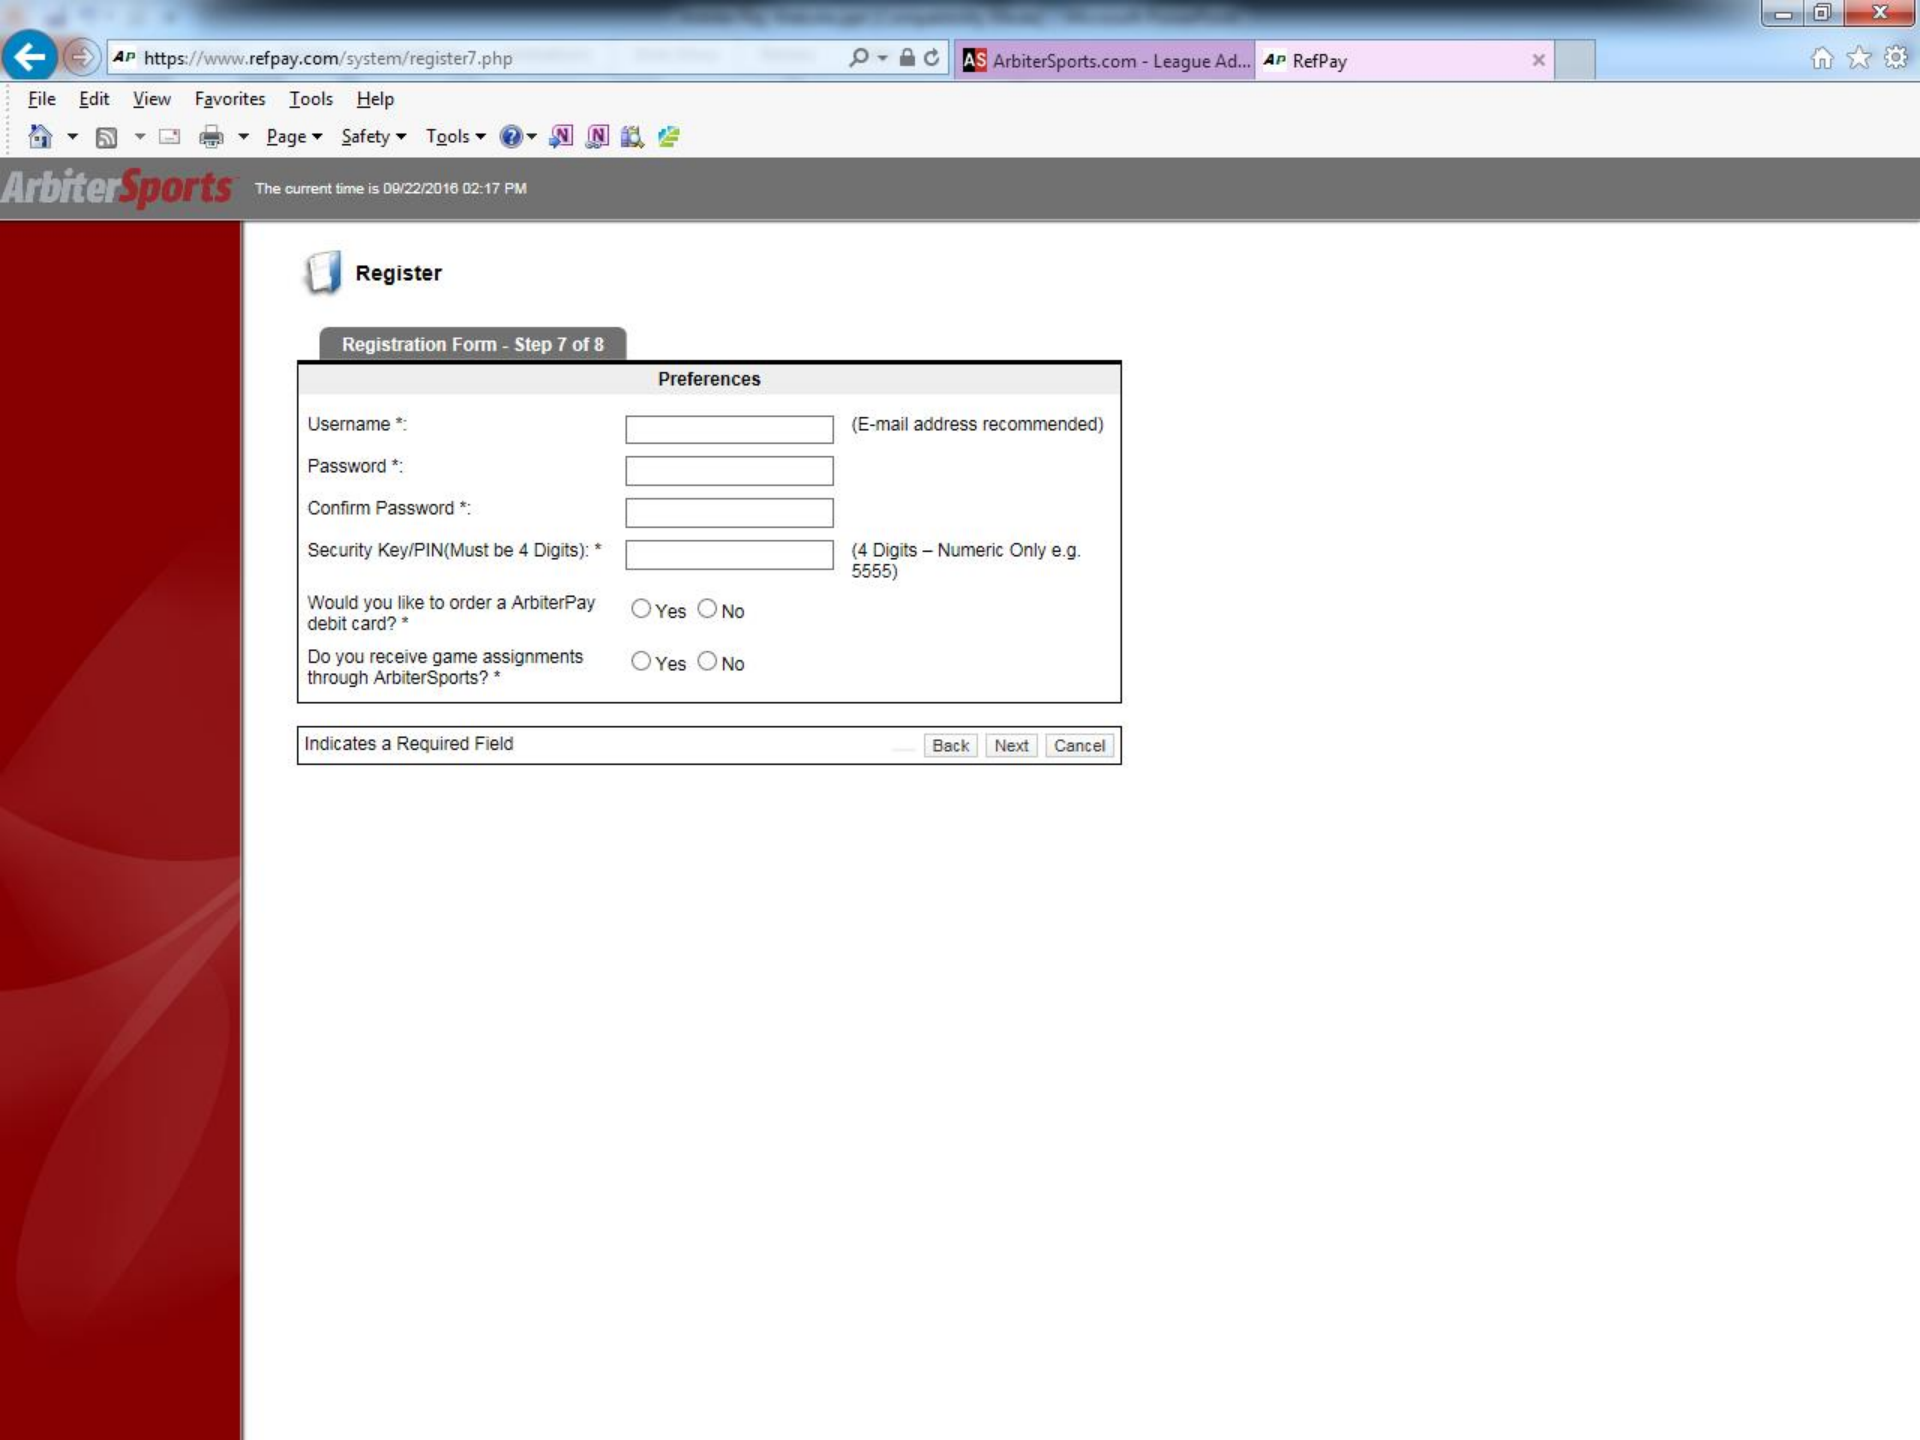 https://www.refpay.com/system/register7.php
AS ArbiterSports.com - League Ad...
AP RefPay
File Edit View Favorites Tools Help
Page Safety Tools
ArbiterSports The current time is 09/22/2016 02:17 PM
Register
Registration Form - Step 7 of 8
Preferences
Username *: (E-mail address recommended)
Password *:
Confirm Password *:
Security Key/PIN(Must be 4 Digits): * (4 Digits – Numeric Only e.g.
5555)
Would you like to order a ArbiterPay
debit card? * Yes No
Do you receive game assignments
through ArbiterSports? * Yes No
Indicates a Required Field Back Next Cancel